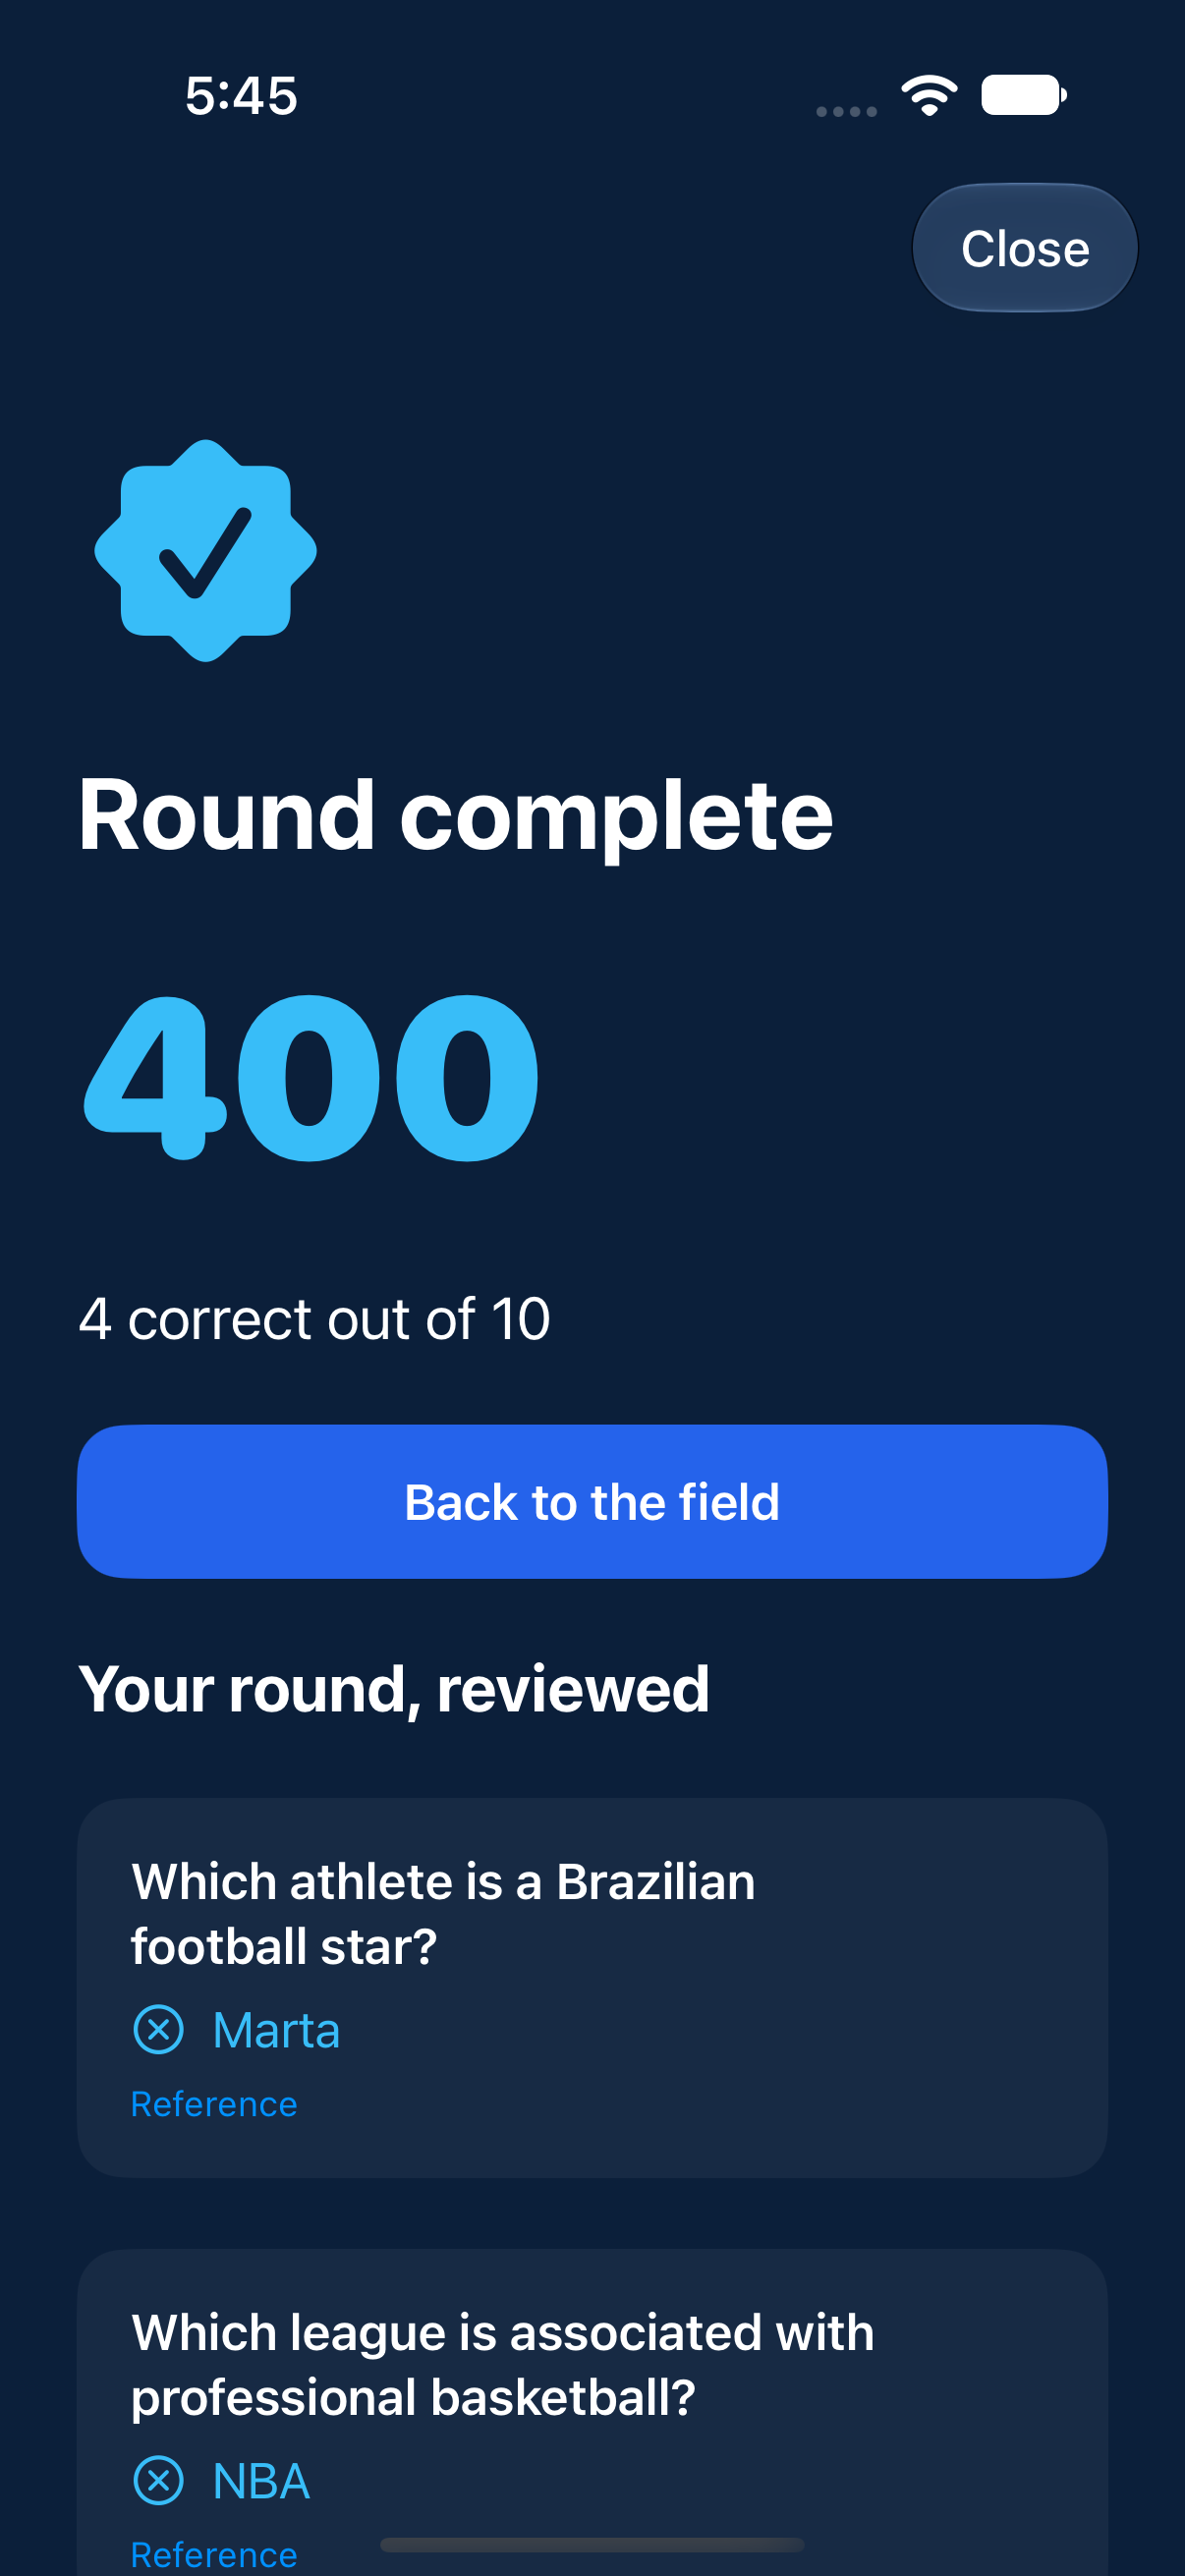 5:45
Close
Round complete
400
4 correct out of 10
Back to the field
Your round, reviewed
Which athlete is a Brazilian
football star?
Marta
Reference
Which league is associated with
professional basketball?
NBA
Reference